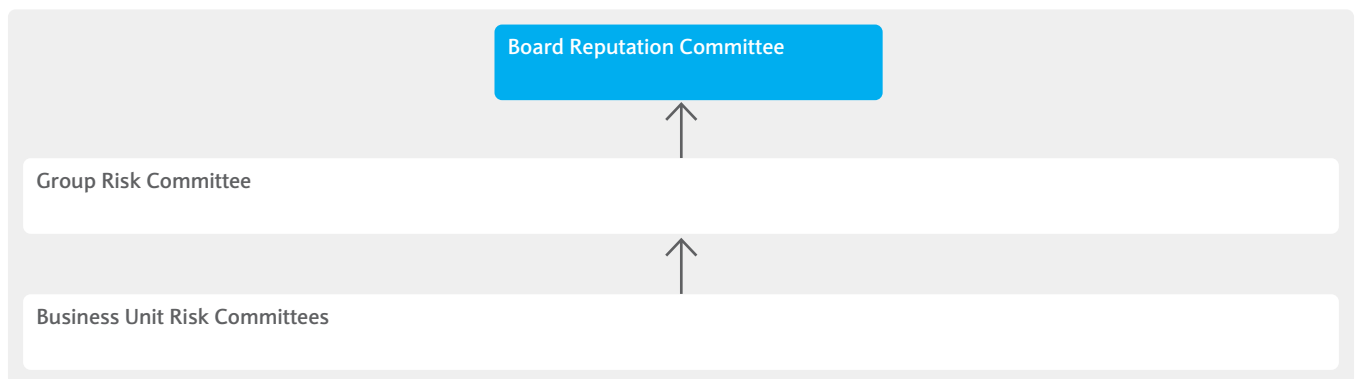 Board Reputation Committee
Group Risk Committee
Business Unit Risk Committees